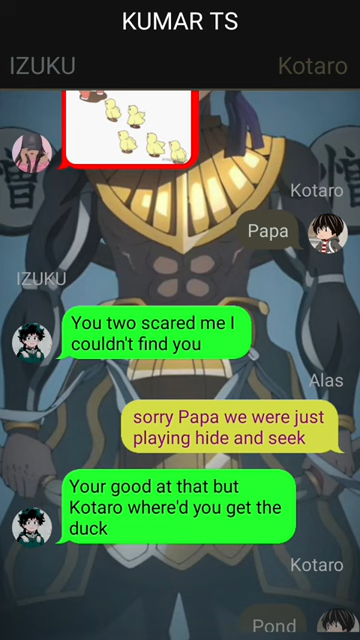 KUMAR TS
IZUKU
Kotaro
Kotaro
Papa
IZUKU
You two scared me I
couldn't find you
Alas
sorry Papa we were just
playing hide and seek
Your good at that but
Kotaro where'd you get the
duck
Kotaro
Pond